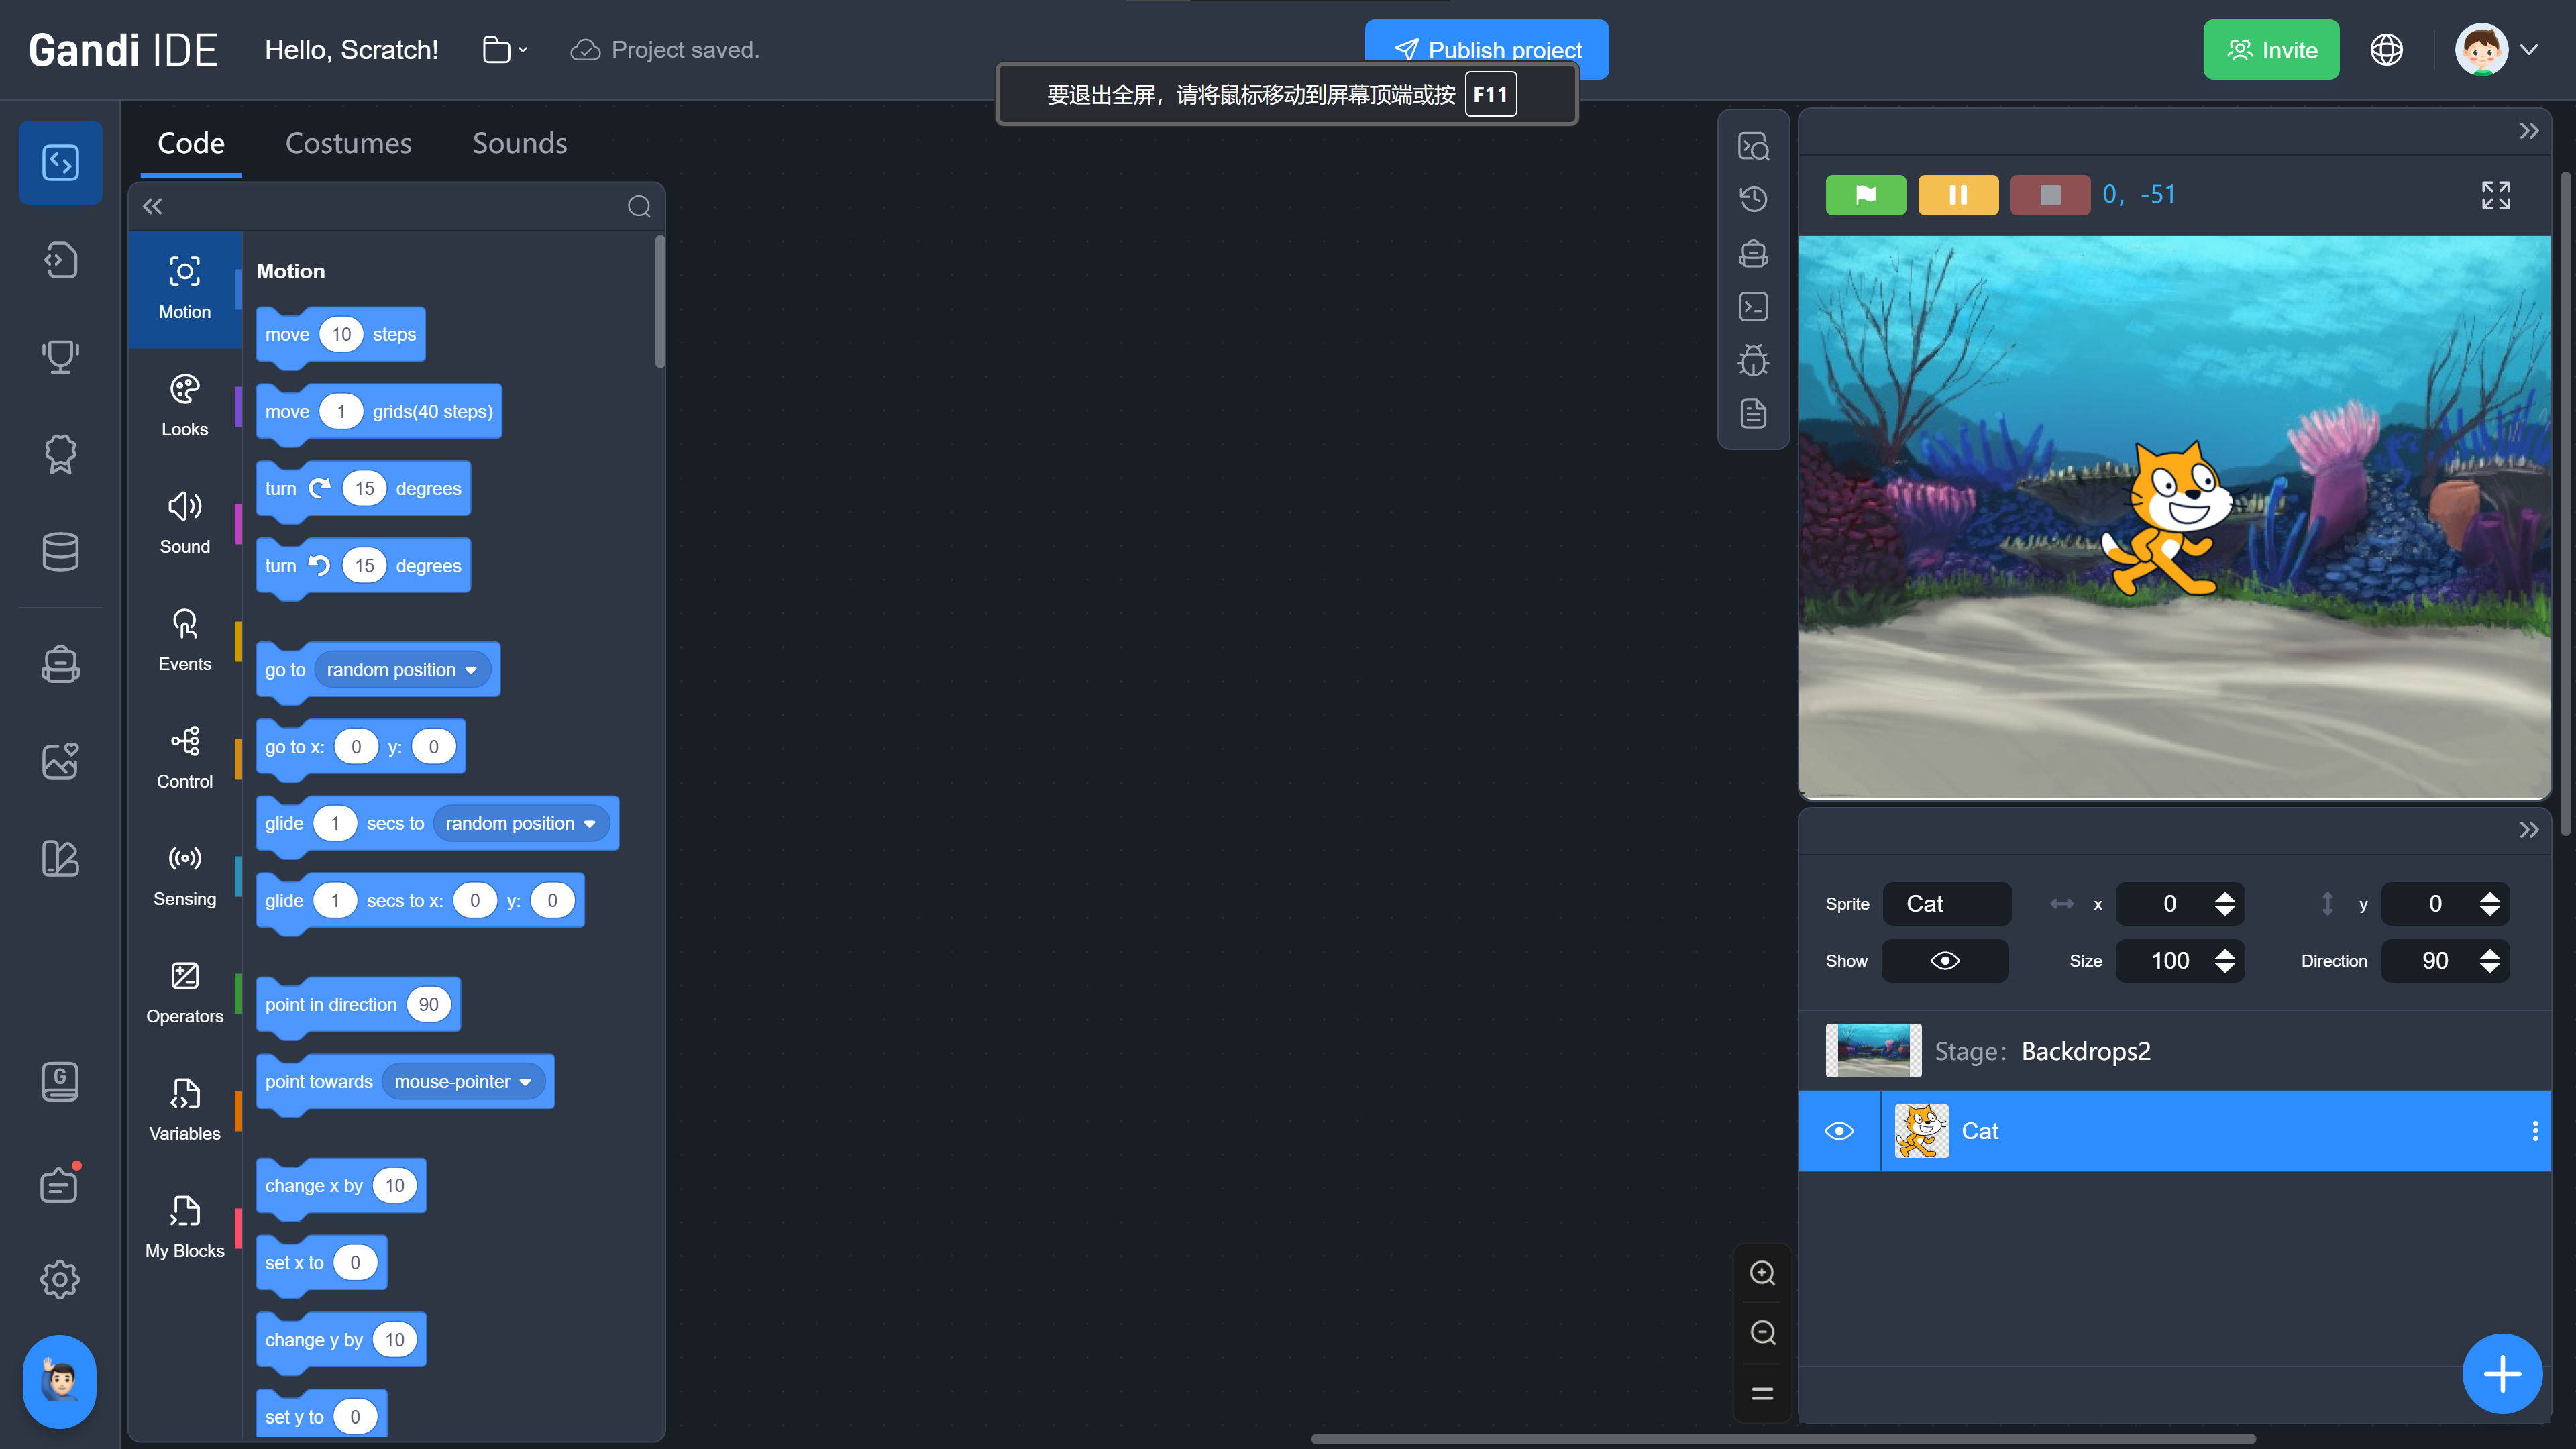 Gandi IDE
Hello, Scratch!
Project saved.
Publish project
Invite
要退出全屏，请将鼠标移动到屏幕顶端或按 F11
Code
Costumes
Sounds
Motion
Looks
Sound
Events
Control
Sensing
Operators
Variables
My Blocks
Motion
move 10 steps
move 1 grids(40 steps)
turn 15 degrees
turn 15 degrees
go to random position
go to x: 0 y: 0
glide 1 secs to random position
glide 1 secs to x: 0 y: 0
point in direction 90
point towards mouse-pointer
change x by 10
set x to 0
change y by 10
set y to 0
G
0, -51
Sprite Cat x 0 y 0
Show Size 100 Direction 90
Stage: Backdrops2
Cat